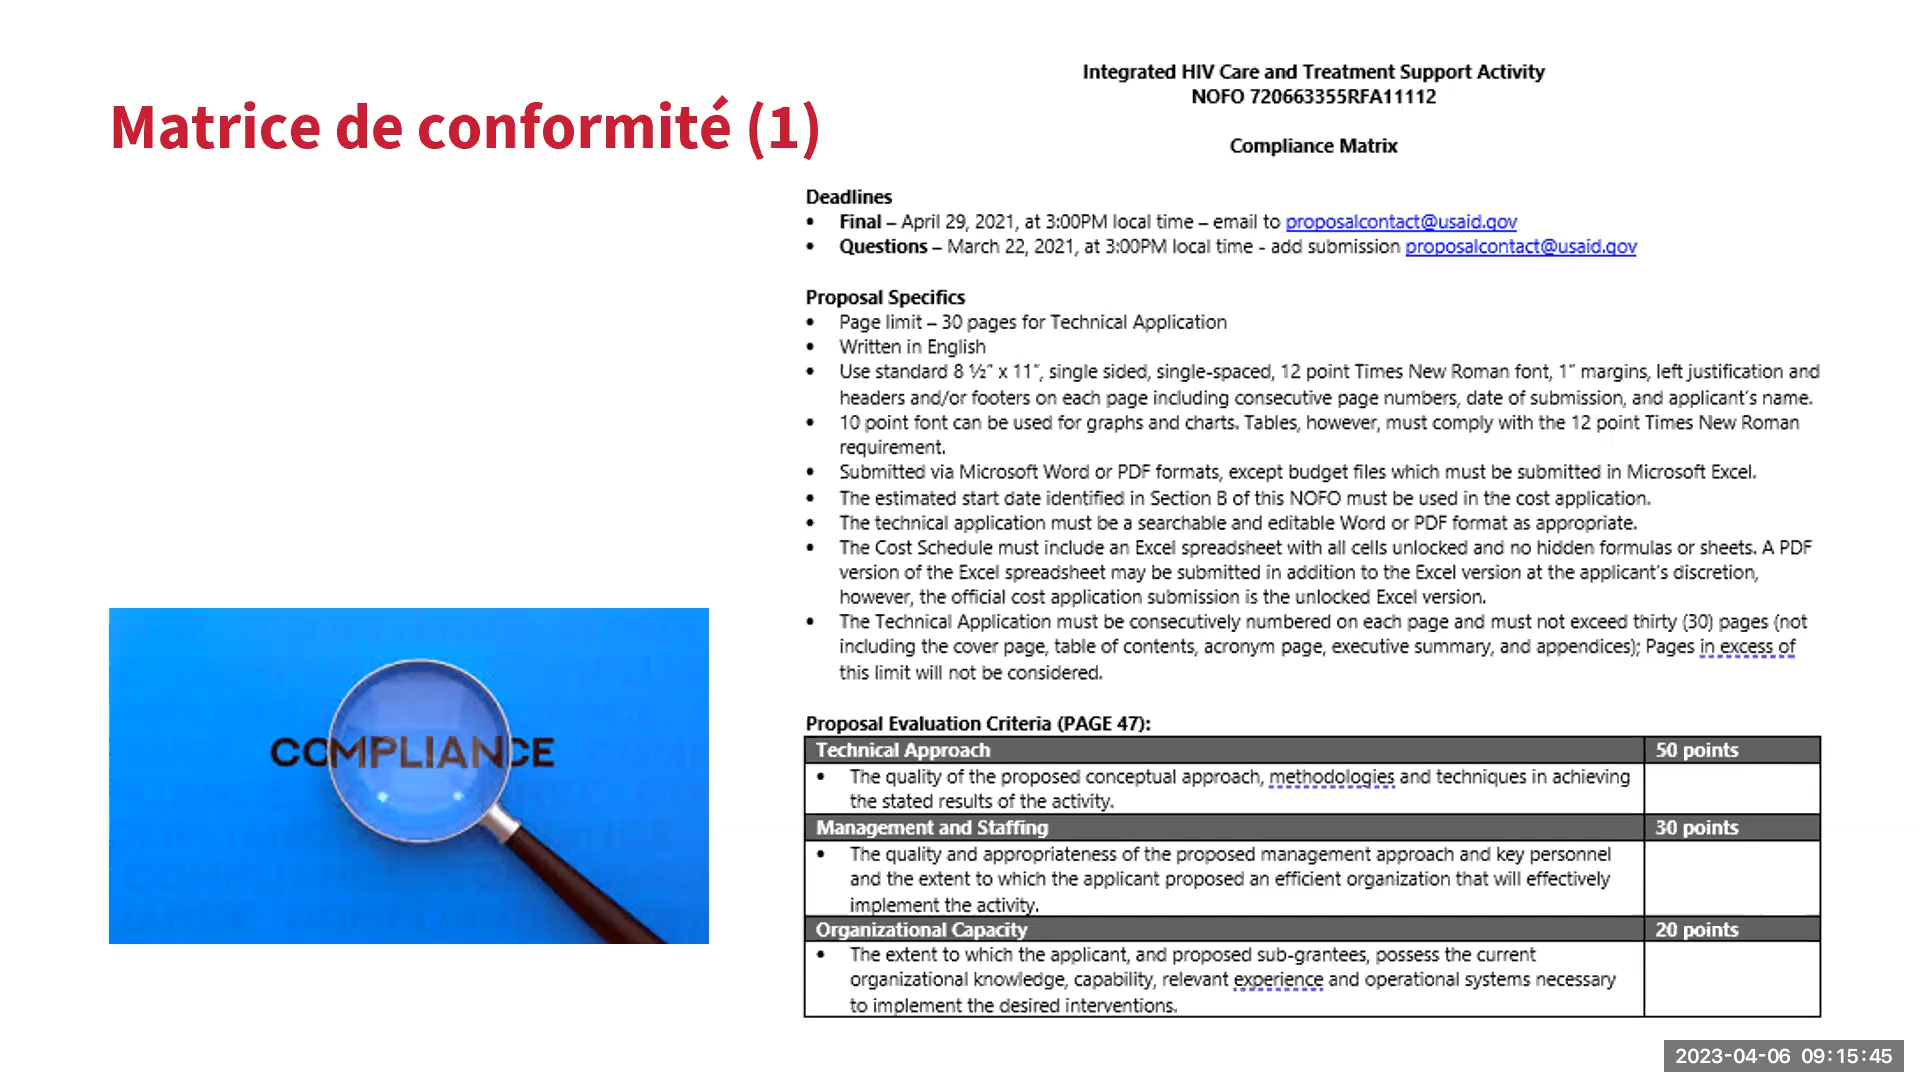 Matrice de conformité (1)
Integrated HIV Care and Treatment Support Activity
NOFO 720663355RFA11112
Compliance Matrix
Deadlines
• Final – April 29, 2021, at 3:00PM local time – email to proposalcontact@usaid.gov
• Questions – March 22, 2021, at 3:00PM local time - add submission proposalcontact@usaid.gov
Proposal Specifics
• Page limit – 30 pages for Technical Application
• Written in English
• Use standard 8 ½” x 11”, single sided, single-spaced, 12 point Times New Roman font, 1” margins, left justification and
headers and/or footers on each page including consecutive page numbers, date of submission, and applicant’s name.
• 10 point font can be used for graphs and charts. Tables, however, must comply with the 12 point Times New Roman
requirement.
• Submitted via Microsoft Word or PDF formats, except budget files which must be submitted in Microsoft Excel.
• The estimated start date identified in Section B of this NOFO must be used in the cost application.
• The technical application must be a searchable and editable Word or PDF format as appropriate.
• The Cost Schedule must include an Excel spreadsheet with all cells unlocked and no hidden formulas or sheets. A PDF
version of the Excel spreadsheet may be submitted in addition to the Excel version at the applicant’s discretion,
however, the official cost application submission is the unlocked Excel version.
• The Technical Application must be consecutively numbered on each page and must not exceed thirty (30) pages (not
including the cover page, table of contents, acronym page, executive summary, and appendices); Pages in excess of
this limit will not be considered.
Proposal Evaluation Criteria (PAGE 47):
Technical Approach 50 points
• The quality of the proposed conceptual approach, methodologies and techniques in achieving
the stated results of the activity.
Management and Staffing 30 points
• The quality and appropriateness of the proposed management approach and key personnel
and the extent to which the applicant proposed an efficient organization that will effectively
implement the activity.
Organizational Capacity 20 points
• The extent to which the applicant, and proposed sub-grantees, possess the current
organizational knowledge, capability, relevant experience and operational systems necessary
to implement the desired interventions.
COMPLIANCE
2023-04-06 09:15:45